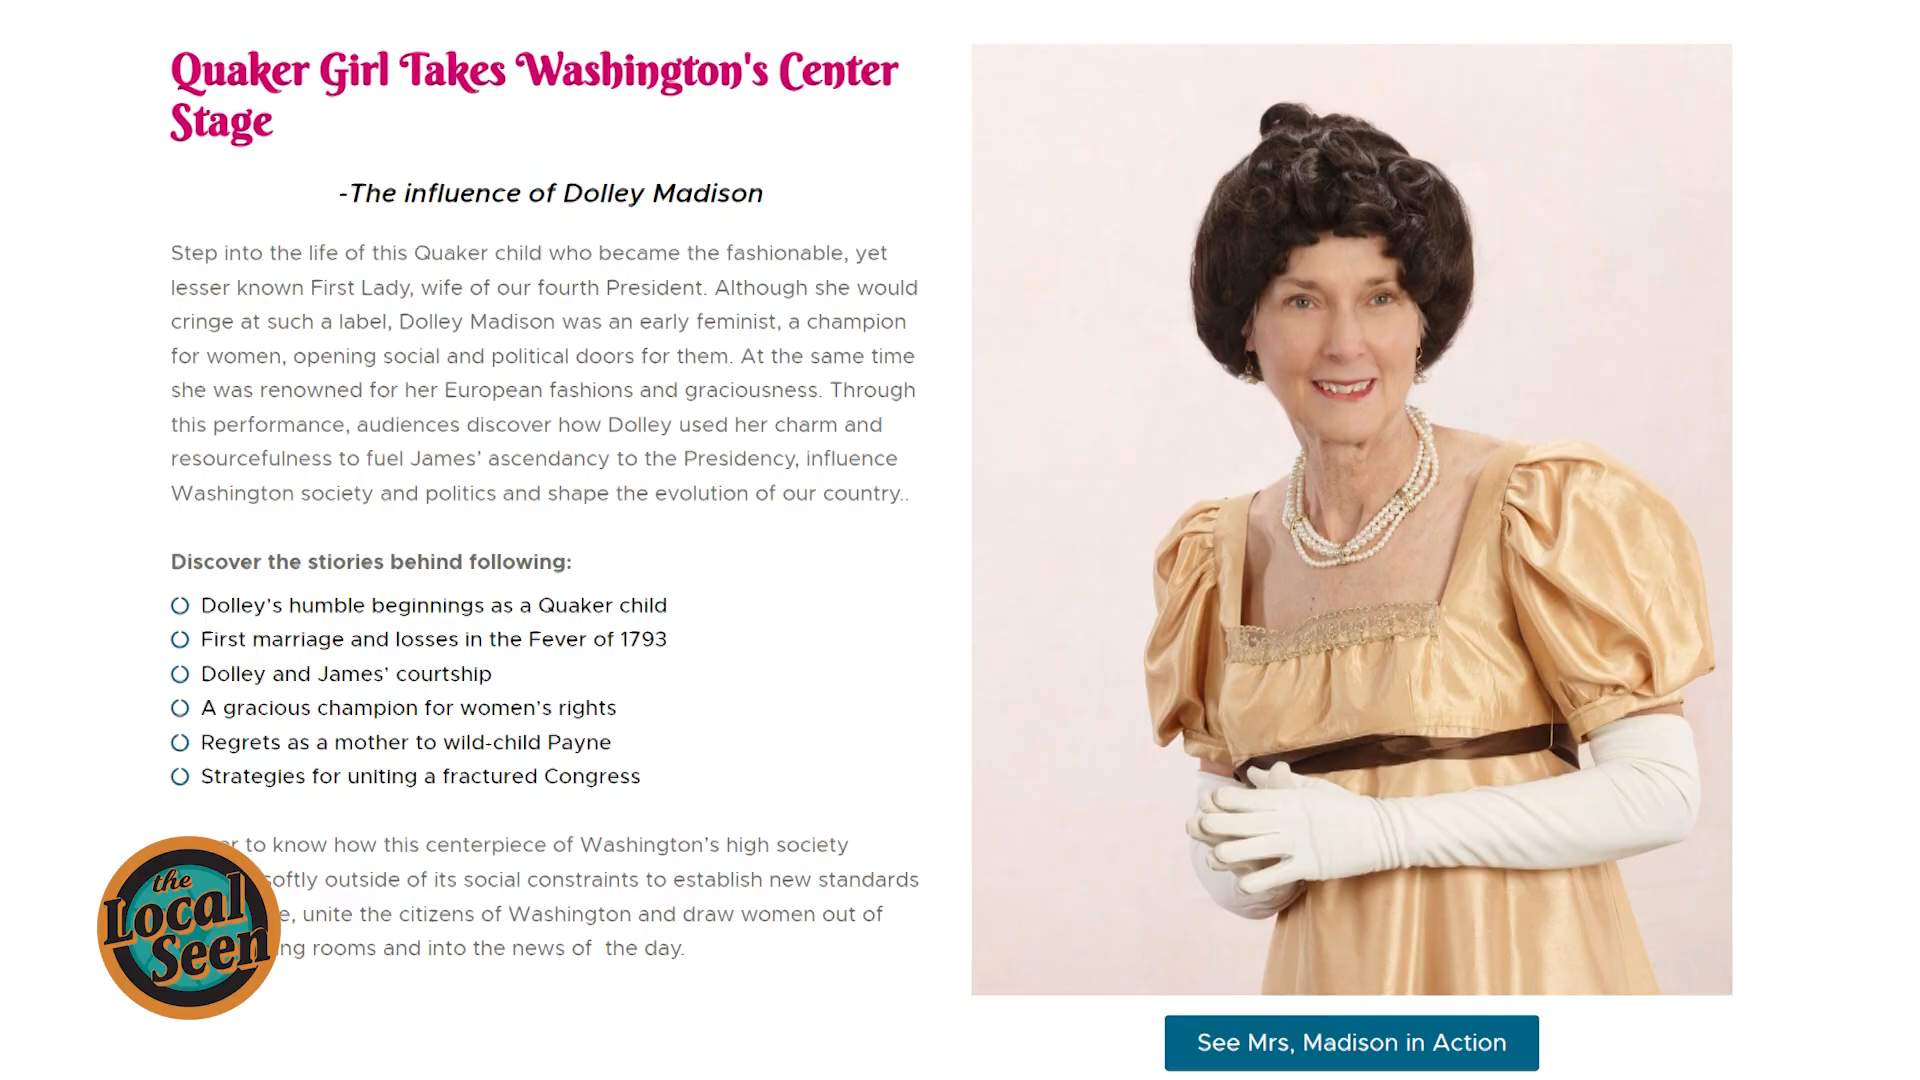 Quaker Girl Takes Washington's Center
Stage
-The influence of Dolley Madison
Step into the life of this Quaker child who became the fashionable, yet
lesser known First Lady, wife of our fourth President. Although she would
cringe at such a label, Dolley Madison was an early feminist, a champion
for women, opening social and political doors for them. At the same time
she was renowned for her European fashions and graciousness. Through
this performance, audiences discover how Dolley used her charm and
resourcefulness to fuel James’ ascendancy to the Presidency, influence
Washington society and politics and shape the evolution of our country..
Discover the stiories behind following:
Dolley’s humble beginnings as a Quaker child
First marriage and losses in the Fever of 1793
Dolley and James’ courtship
A gracious champion for women’s rights
Regrets as a mother to wild-child Payne
Strategies for uniting a fractured Congress
to know how this centerpiece of Washington’s high society
softly outside of its social constraints to establish new standards
unite the citizens of Washington and draw women out of
rooms and into the news of the day.
the
Local
Seen
See Mrs, Madison in Action